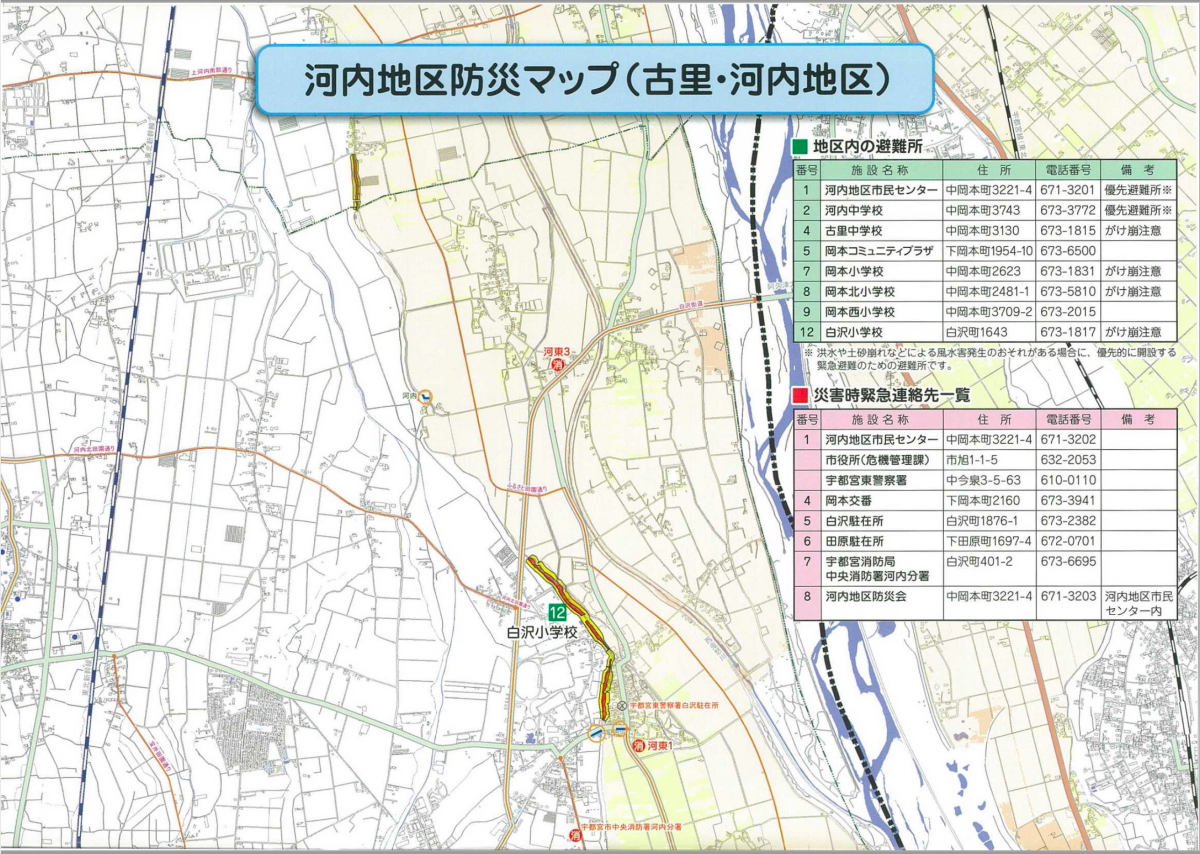 河内地区防災マップ（古里・河内地区）
上河内南部通り
地区内の避難所
番号 施設名称 住所 電話番号 備考
1 河内地区市民センター 中岡本町3221-4 671-3201 優先避難所※
2 河内中学校 中岡本町3743 673-3772 優先避難所※
4 古里中学校 中岡本町3130 673-1815 がけ崩注意
5 岡本コミュニティプラザ 下岡本町1954-10 673-6500
7 岡本小学校 中岡本町2623 673-1831 がけ崩注意
8 岡本北小学校 中岡本町2481-1 673-5810 がけ崩注意
9 岡本西小学校 中岡本町3709-2 673-2015
12 白沢小学校 白沢町1643 673-1817 がけ崩注意
※ 洪水や土砂崩れなどによる風水害発生のおそれがある場合に、優先的に開設する
緊急避難のための避難所です。
災害時緊急連絡先一覧
番号 施設名称 住所 電話番号 備考
1 河内地区市民センター 中岡本町3221-4 671-3202
市役所（危機管理課） 市旭1-1-5 632-2053
宇都宮東警察署 中今泉3-5-63 610-0110
4 岡本交番 下岡本町2160 673-3941
5 白沢駐在所 白沢町1876-1 673-2382
6 田原駐在所 下田原町1697-4 672-0701
7 宇都宮消防局 白沢町401-2 673-6695
中央消防署河内分署
8 河内地区防災会 中岡本町3221-4 671-3203 河内地区市民
センター内
白沢街道
河東3
消
河内
河内北田園通り
ふるさと田園通り
12
白沢小学校
宇都宮東警察署白沢駐在所
消 河東1
消 宇都宮市中央消防署河内分署